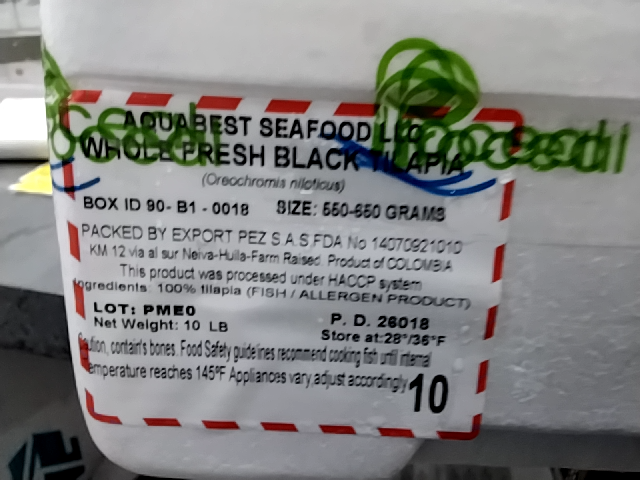 AQUABEST SEAFOOD LLC
WHOLE FRESH BLACK TILAPIA
(Oreochromis niloticus)
BOX ID 90- B1 - 0018 SIZE: 550-650 GRAMS
PACKED BY EXPORT PEZ S.A.S,FDA No 14070921010
KM 12 via al sur Neiva-Huila-Farm Raised. Product of COLOMBIA
This product was processed under HACCP system
Ingredients: 100% tilapia (FISH / ALLERGEN PRODUCT)
LOT: PME0 P. D. 26018
Net Weight: 10 LB Store at:28°/36°F
Caution, contain's bones. Food Safety guidelines recommend cooking fish until internal
temperature reaches 145°F Appliances vary,adjust accordingly
10